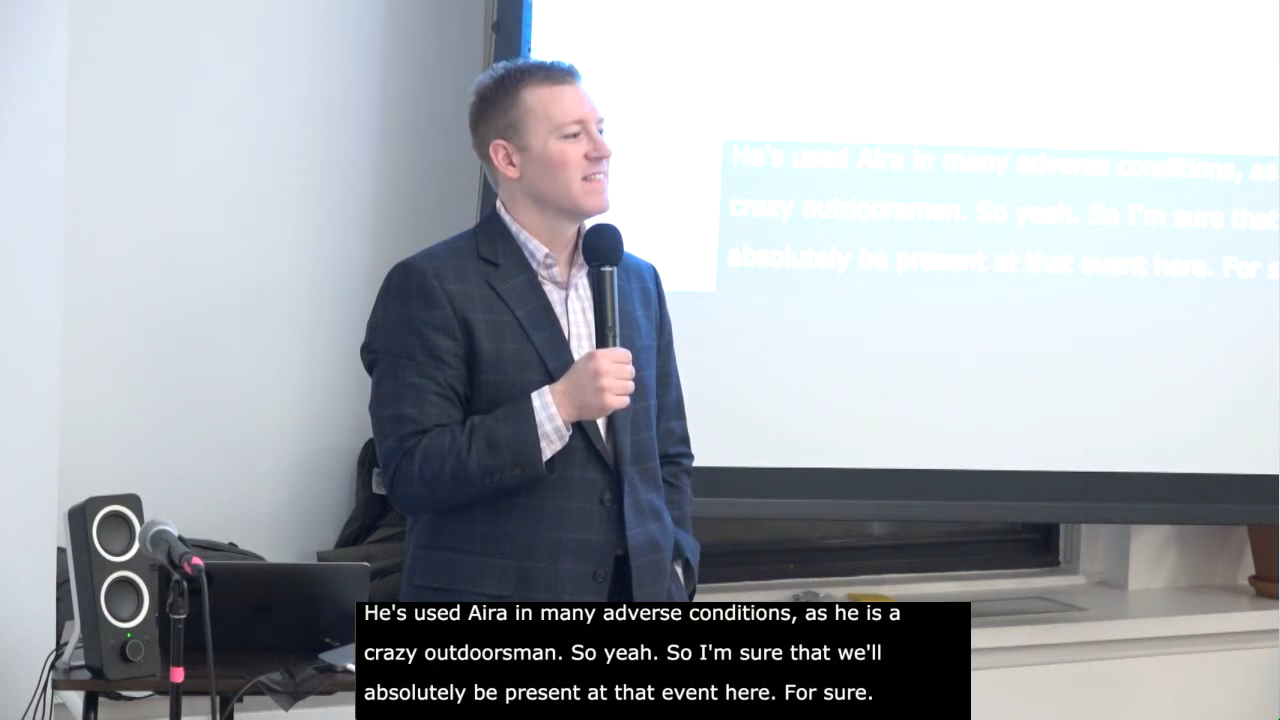 He's used Aira in many adverse conditions, as
crazy outdoorsmen. So yeah. So I'm sure that
absolutely be present at that event here. For s
He's used Aira in many adverse conditions, as he is a
crazy outdoorsman. So yeah. So I'm sure that we'll
absolutely be present at that event here. For sure.